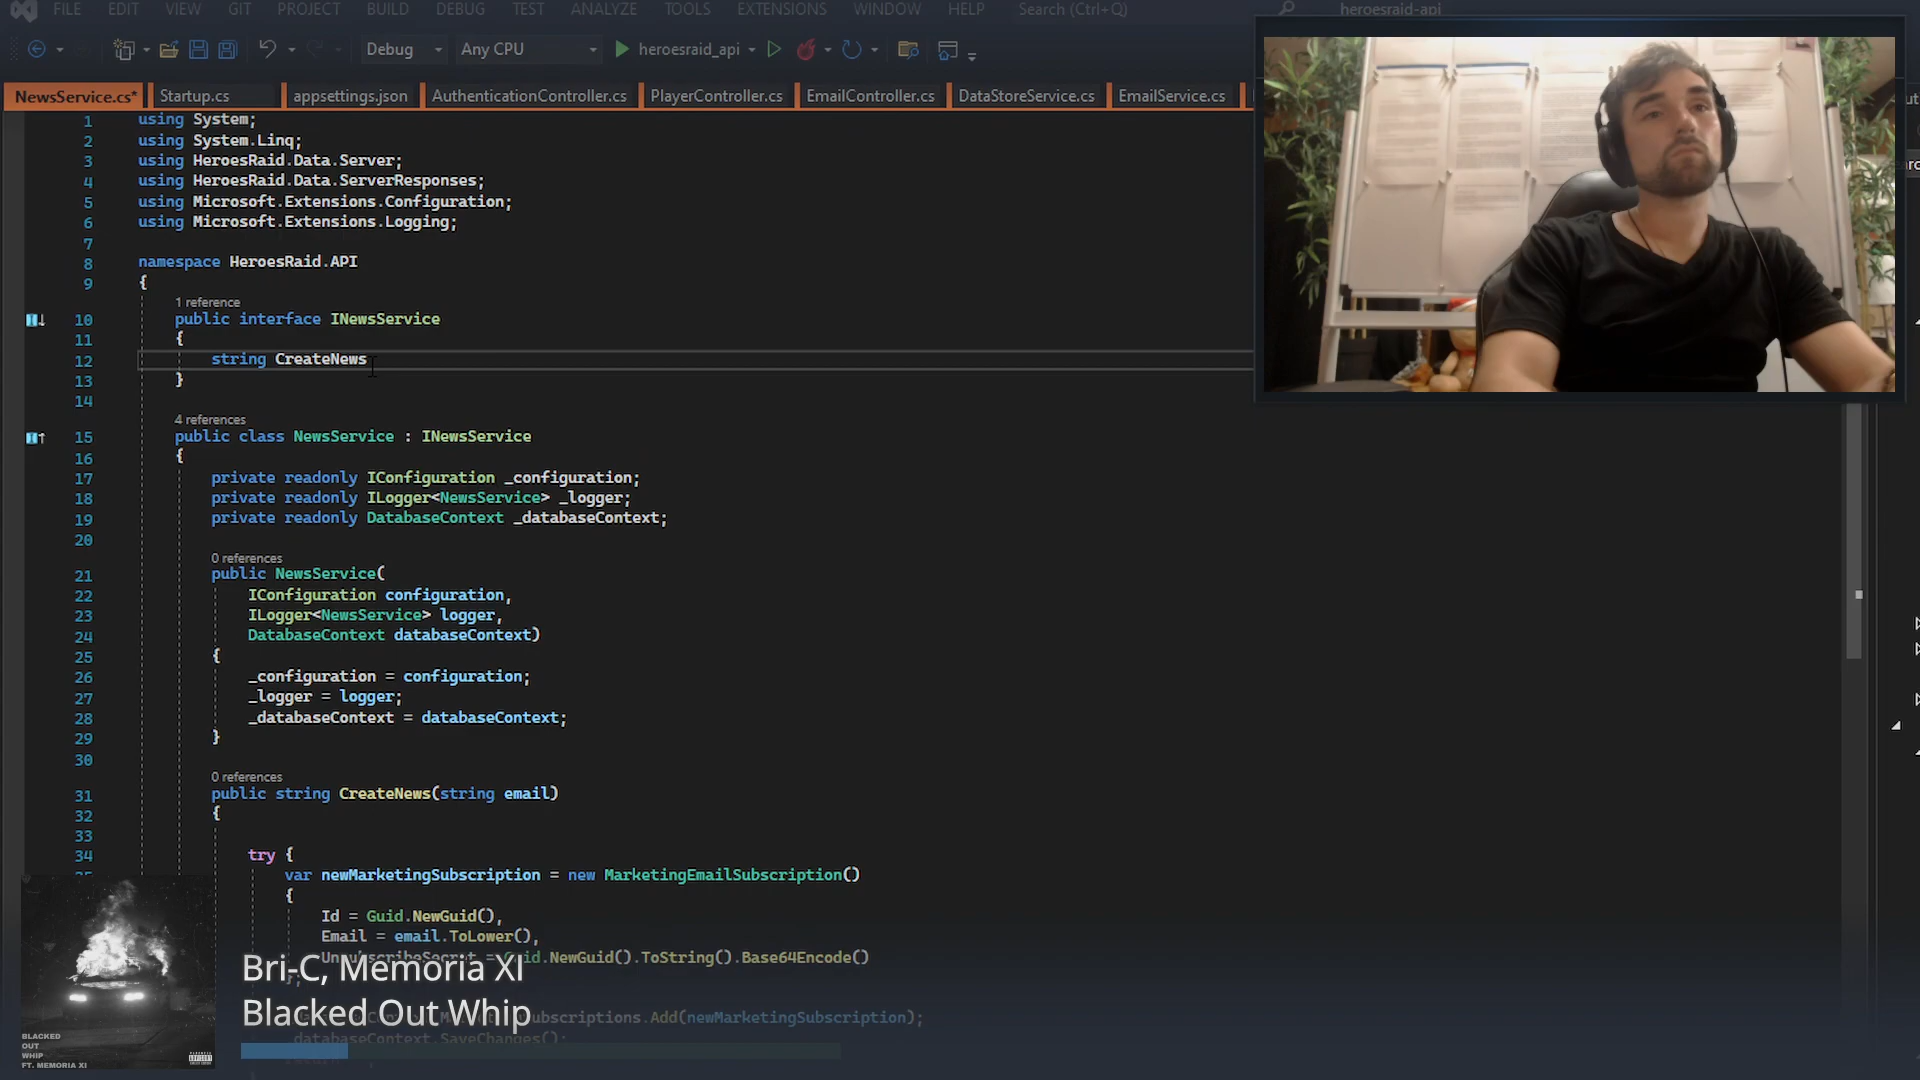 FILE EDIT VIEW GIT PROJECT BUILD DEBUG TEST ANALYZE TOOLS EXTENSIONS WINDOW HELP Search (Ctrl+Q) heroesraid-api
Debug Any CPU heroesraid_api
NewsService.cs* Startup.cs appsettings.json AuthenticationController.cs PlayerController.cs EmailController.cs DataStoreService.cs EmailService.cs
1 using System;
2 using System.Linq;
3 using HeroesRaid.Data.Server;
4 using HeroesRaid.Data.ServerResponses;
5 using Microsoft.Extensions.Configuration;
6 using Microsoft.Extensions.Logging;
7
8 namespace HeroesRaid.API
9 {
1 reference
10 public interface INewsService
11 {
12 string CreateNews
13 }
14
4 references
15 public class NewsService : INewsService
16 {
17 private readonly IConfiguration _configuration;
18 private readonly ILogger<NewsService> _logger;
19 private readonly DatabaseContext _databaseContext;
20
0 references
21 public NewsService(
22 IConfiguration configuration,
23 ILogger<NewsService> logger,
24 DatabaseContext databaseContext)
25 {
26 _configuration = configuration;
27 _logger = logger;
28 _databaseContext = databaseContext;
29 }
30
0 references
31 public string CreateNews(string email)
32 {
33
34 try {
var newMarketingSubscription = new MarketingEmailSubscription()
{
Id = Guid.NewGuid(),
Email = email.ToLower(),
= Guid.NewGuid().ToString().Base64Encode()
Bri-C, Memoria XI
Blacked Out Whip
.Add(newMarketingSubscription);
databaseContext.SaveChanges();
BLACKED
OUT
WHIP
FT. MEMORIA XI